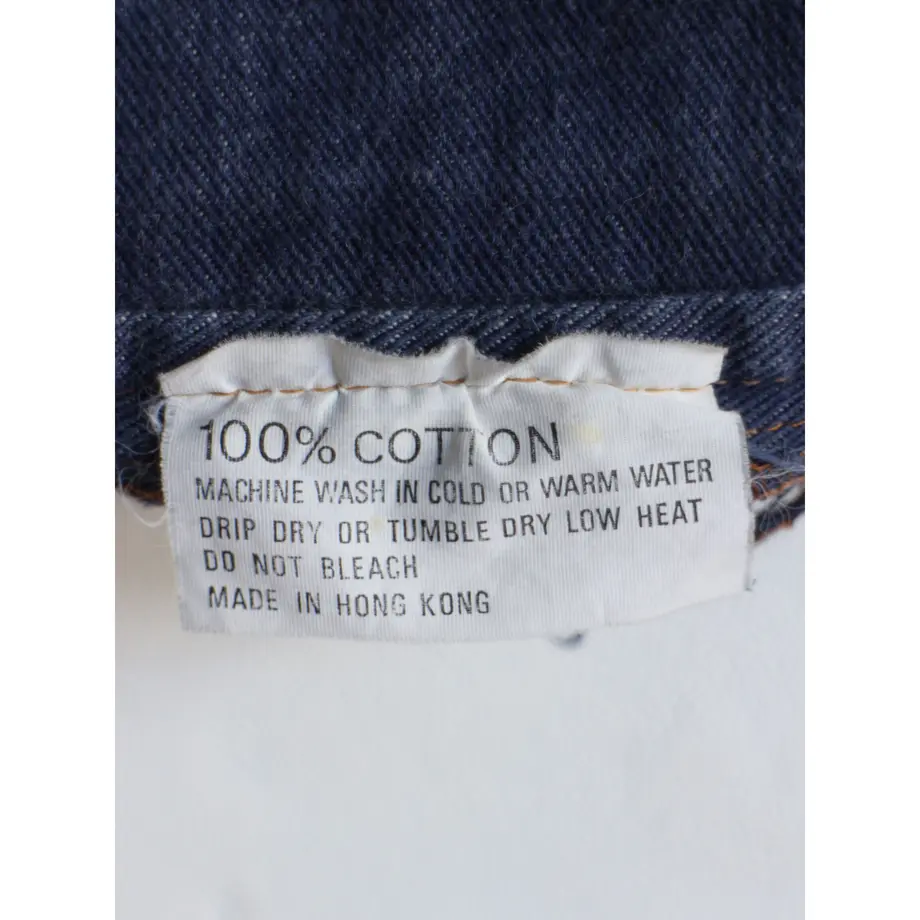 100% COTTON
MACHINE WASH IN COLD OR WARM WATER
DRIP DRY OR TUMBLE DRY LOW HEAT
DO NOT BLEACH
MADE IN HONG KONG